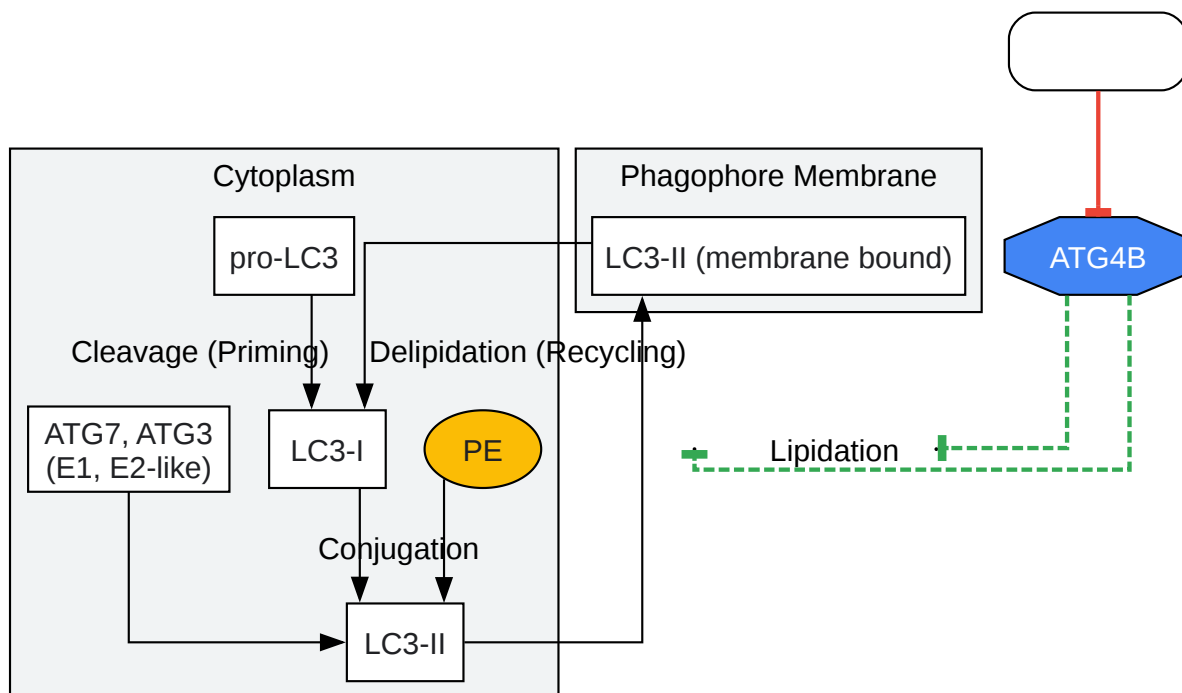 Cytoplasm
Phagophore Membrane
pro-LC3
LC3-II (membrane bound)
ATG4B
Cleavage (Priming)
Delipidation (Recycling)
ATG7, ATG3
(E1, E2-like)
LC3-I
PE
Lipidation
Conjugation
LC3-II